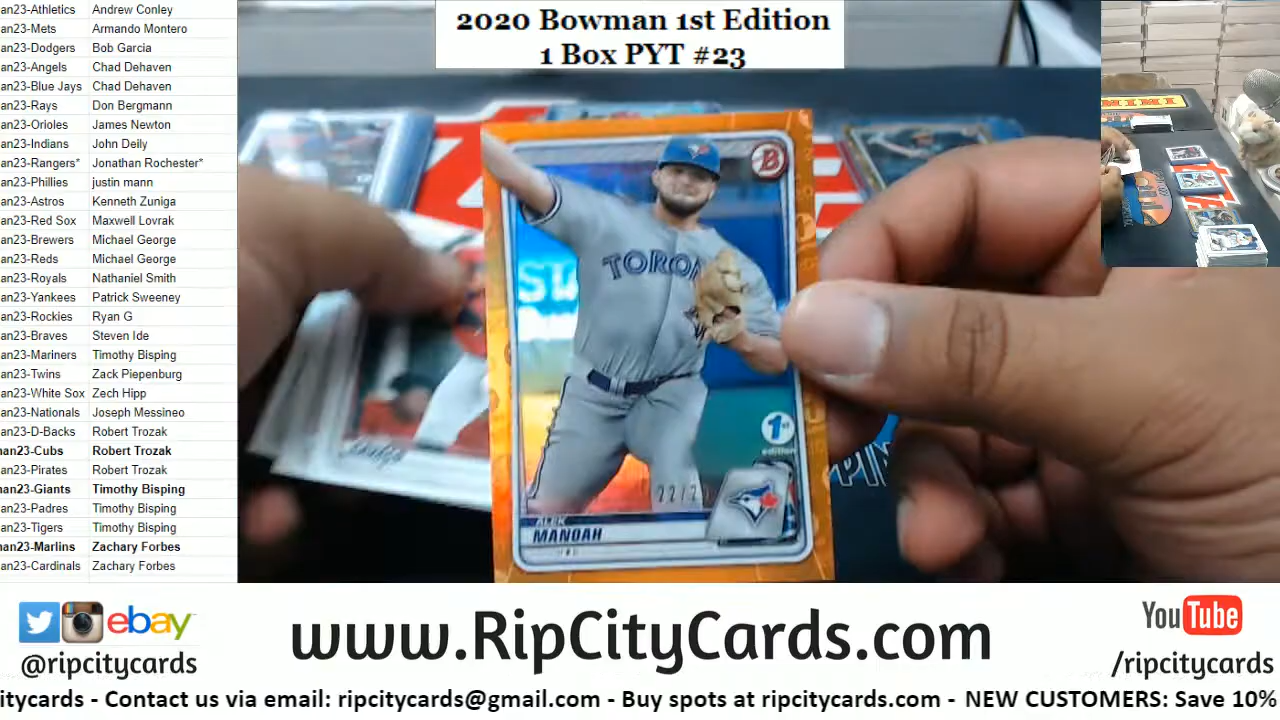 an23-Athletics Andrew Conley
an23-Mets Armando Montero
an23-Dodgers Bob Garcia
an23-Angels Chad Dehaven
an23-Blue Jays Chad Dehaven
an23-Rays Don Bergmann
an23-Orioles James Newton
an23-Indians John Deily
an23-Rangers* Jonathan Rochester*
an23-Phillies justin mann
an23-Astros Kenneth Zuniga
an23-Red Sox Maxwell Lovrak
an23-Brewers Michael George
an23-Reds Michael George
an23-Royals Nathaniel Smith
an23-Yankees Patrick Sweeney
an23-Rockies Ryan G
an23-Braves Steven Ide
an23-Mariners Timothy Bisping
an23-Twins Zack Piepenburg
an23-White Sox Zech Hipp
an23-Nationals Joseph Messineo
an23-D-Backs Robert Trozak
nan23-Cubs Robert Trozak
an23-Pirates Robert Trozak
nan23-Giants Timothy Bisping
an23-Padres Timothy Bisping
an23-Tigers Timothy Bisping
nan23-Marlins Zachary Forbes
an23-Cardinals Zachary Forbes
2020 Bowman 1st Edition
1 Box PYT #23
B
TORON
1st
edition
22/2
ALEK
MANOAH
ebay
@ripcitycards
www.RipCityCards.com
YouTube
/ripcitycards
citycards - Contact us via email: ripcitycards@gmail.com - Buy spots at ripcitycards.com - NEW CUSTOMERS: Save 10%